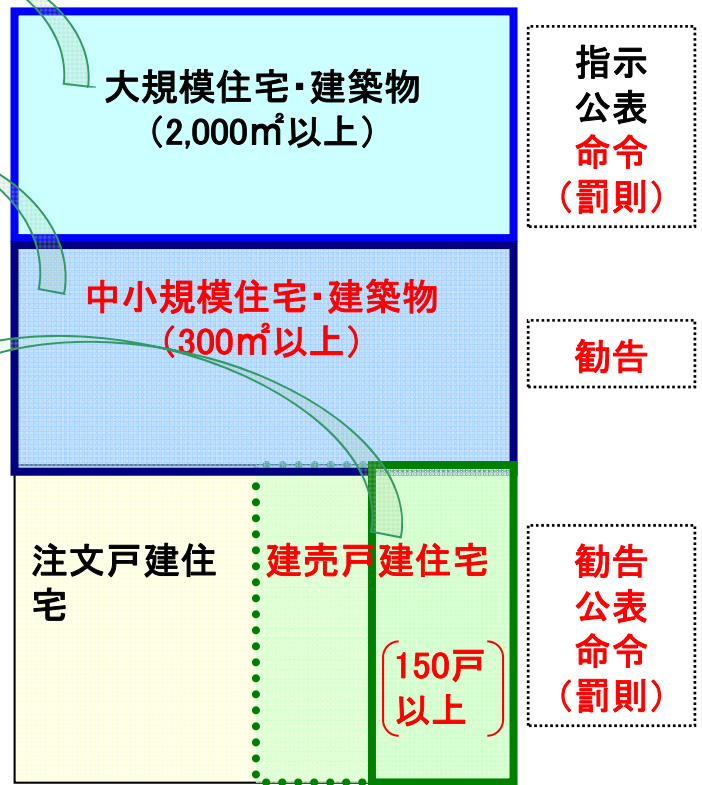 大規模住宅・建築物
（2,000㎡以上）
指示
公表
命令
（罰則）
中小規模住宅・建築物
（300㎡以上）
勧告
注文戸建住
宅
建売戸建住宅
150戸
以上
勧告
公表
命令
（罰則）